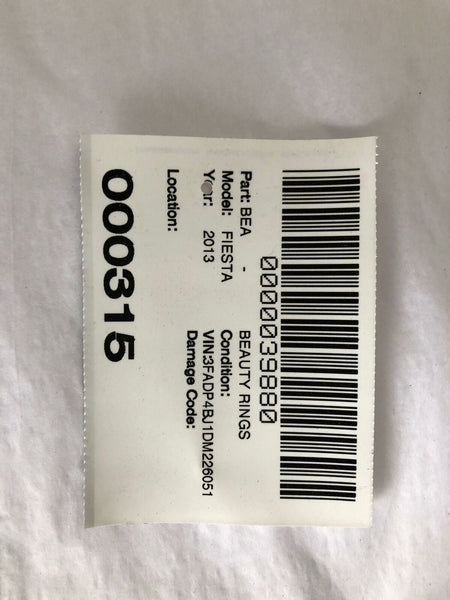 0000039880
Part: BEA - BEAUTY RINGS
Model: FIESTA Condition:
Year: 2013 VIN3FADP4BJ1DM226051
Damage Code:
Location:
000315